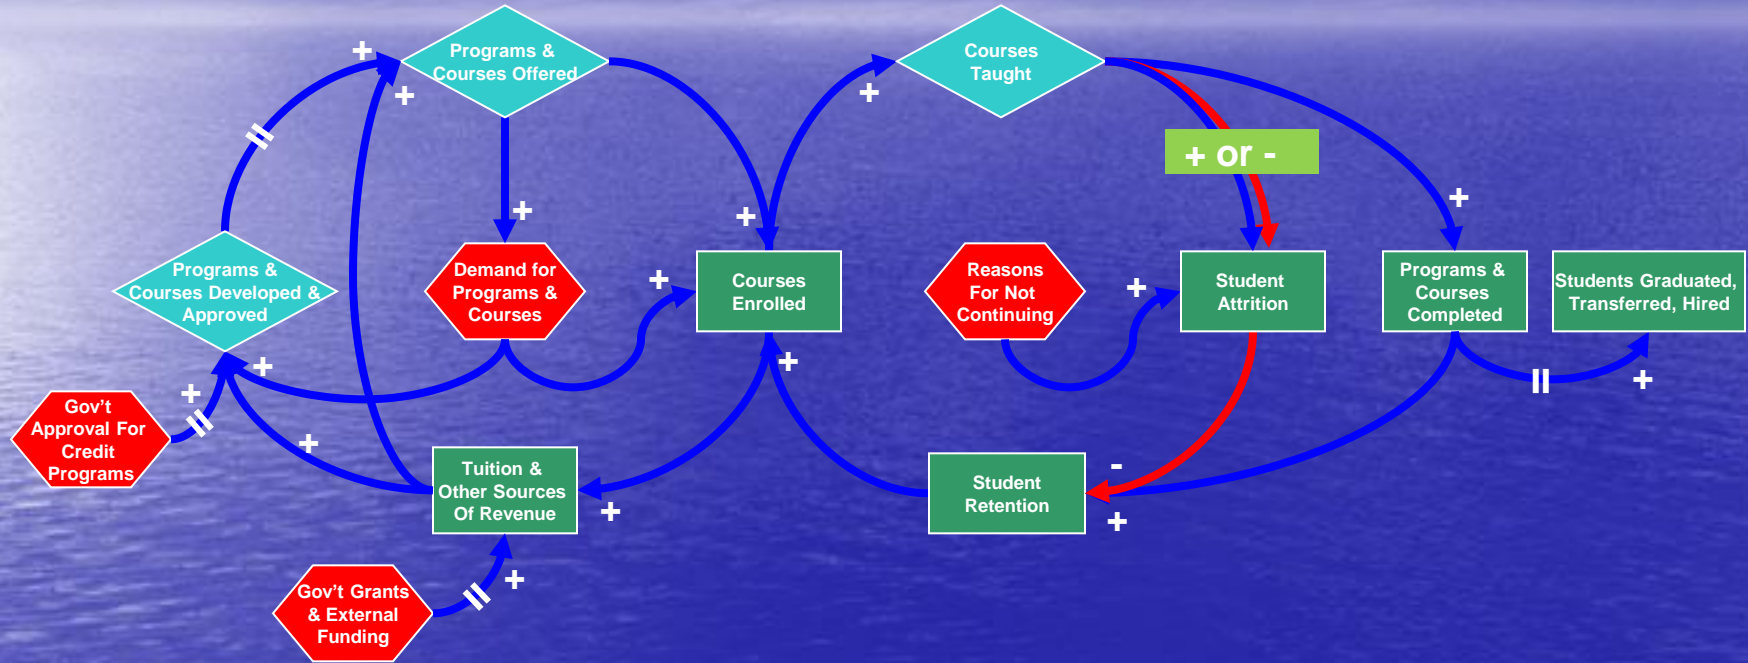 Programs &
Courses Offered
Courses
Taught
+
+
+
+ or -
+
+
+
Programs &
Courses Developed &
Approved
Demand for
Programs &
Courses
+
Courses
Enrolled
Reasons
For Not
Continuing
+
Student
Attrition
Programs &
Courses
Completed
Students Graduated,
Transferred, Hired
+
+
+
+
Gov't
Approval For
Credit
Programs
+
Tuition &
Other Sources
Of Revenue
+
Student
Retention
-
+
+
Gov't Grants
& External
Funding